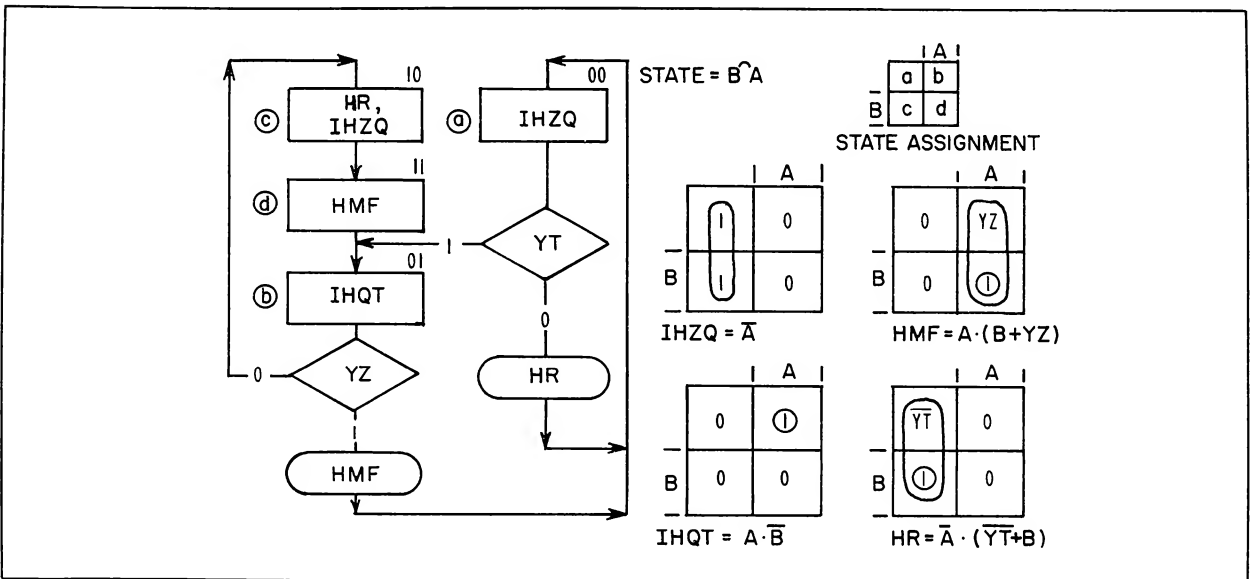 10
ⓒ HR,
IHZQ
11
ⓓ HMF
01
ⓑ IHQT
YZ
0
HMF
00
ⓐ IHZQ
YT
1
0
HR
STATE = B⌒A
A
a b
B c d
STATE ASSIGNMENT
A
1 0
B 1 0
IHZQ = A̅
A
0 YZ
B 0 ①
HMF = A·(B+YZ)
A
0 ①
B 0 0
IHQT = A·B̅
A
Y̅T̅ 0
B ① 0
HR = A̅·(Y̅T̅+B)